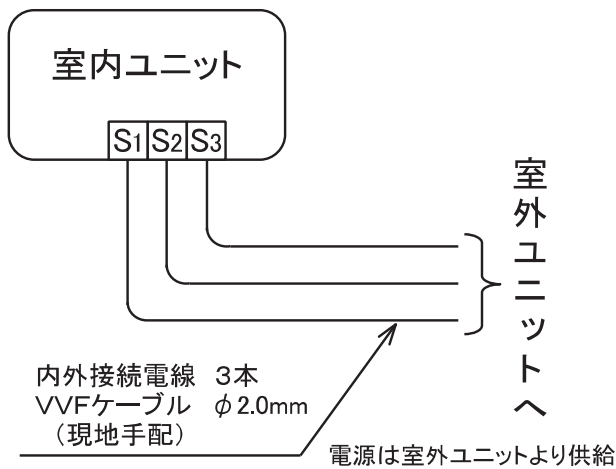 室内ユニット
S1 S2 S3
室外ユニットへ
内外接続電線 3本
VVFケーブル φ2.0mm
(現地手配)
電源は室外ユニットより供給